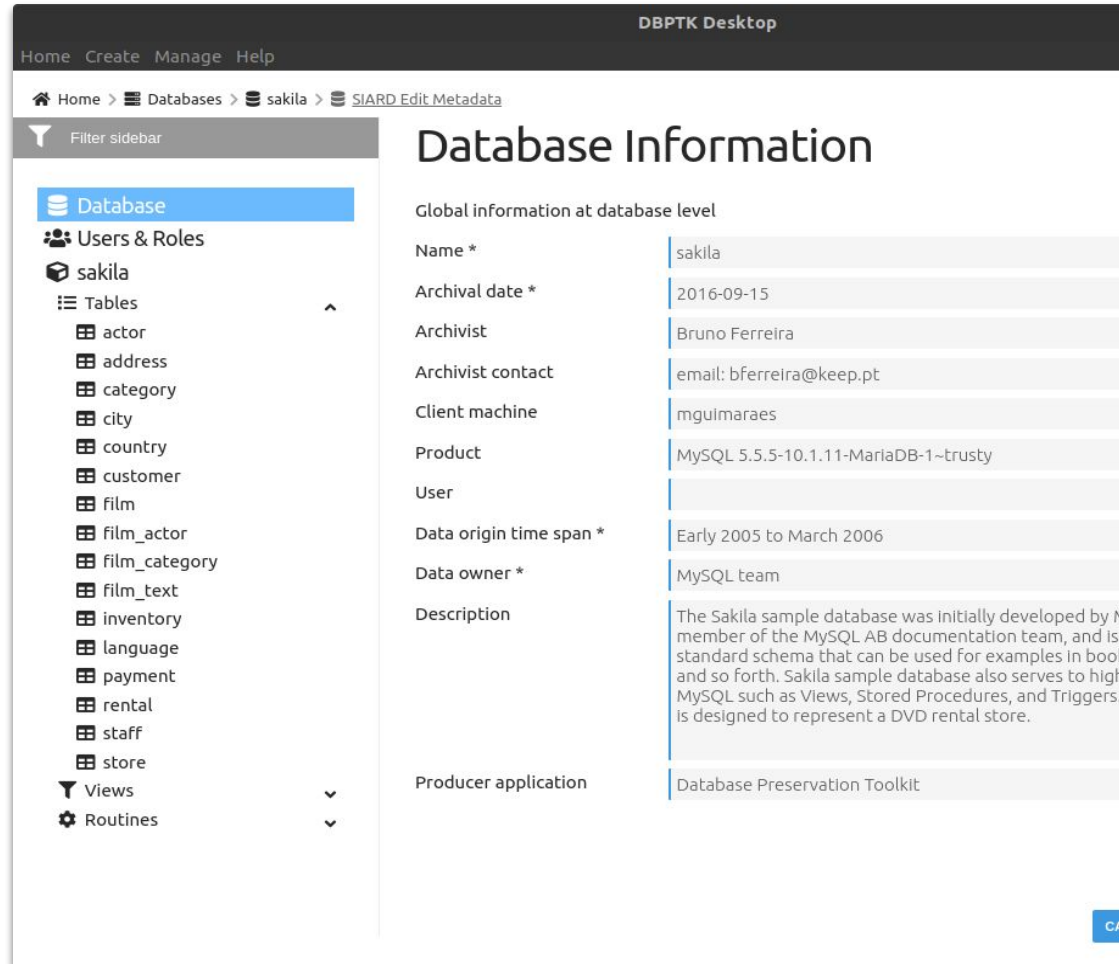 DBPTK Desktop
Home Create Manage Help
Home > Databases > sakila > SIARD Edit Metadata
Filter sidebar
Database
Users & Roles
sakila
Tables
actor
address
category
city
country
customer
film
film_actor
film_category
film_text
inventory
language
payment
rental
staff
store
Views
Routines
Database Information
Global information at database level
Name * sakila
Archival date * 2016-09-15
Archivist Bruno Ferreira
Archivist contact email: bferreira@keep.pt
Client machine mguimaraes
Product MySQL 5.5.5-10.1.11-MariaDB-1~trusty
User
Data origin time span * Early 2005 to March 2006
Data owner * MySQL team
Description The Sakila sample database was initially developed by
member of the MySQL AB documentation team, and is
standard schema that can be used for examples in
and so forth. Sakila sample database also serves to
MySQL such as Views, Stored Procedures, and Triggers.
is designed to represent a DVD rental store.
Producer application Database Preservation Toolkit